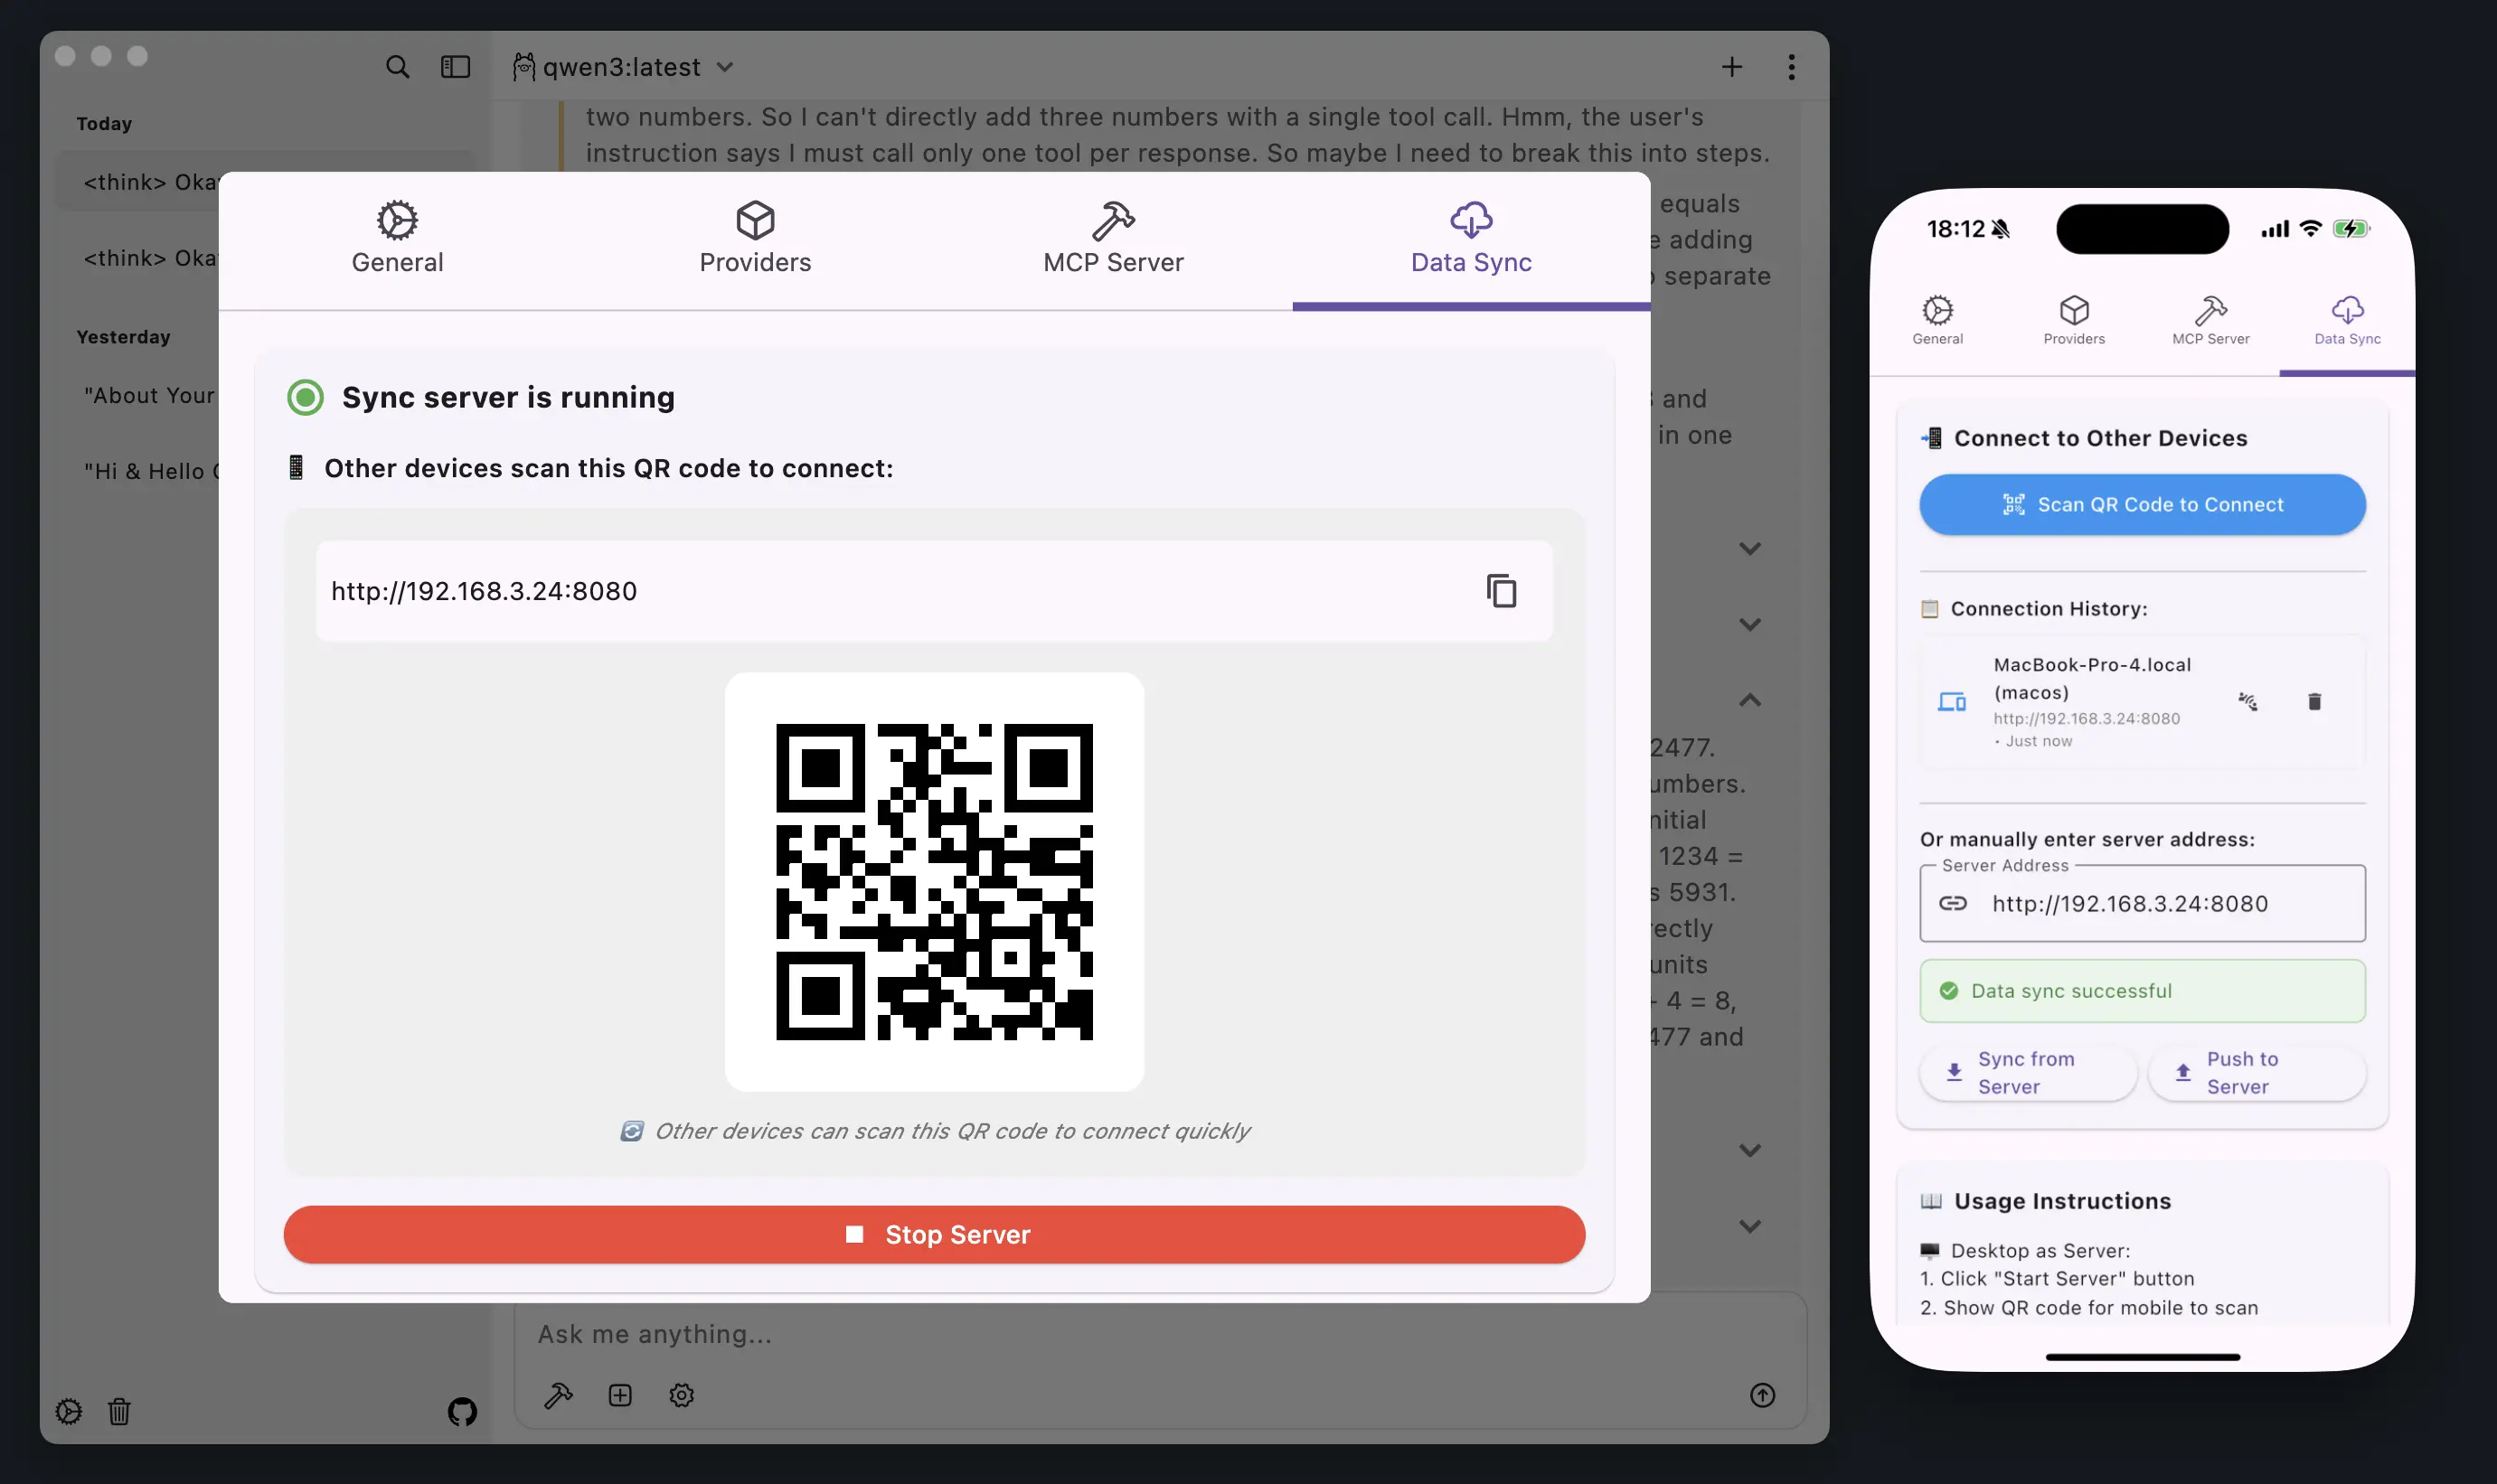 qwen3:latest
Today
<think> Oka
<think> Oka
Yesterday
"About Your
"Hi & Hello
two numbers. So I can't directly add three numbers with a single tool call. Hmm, the user's
instruction says I must call only one tool per response. So maybe I need to break this into steps.
equals
adding
separate
and
in one
2477.
umbers.
nitial
1234 =
s 5931.
rectly
units
4 = 8,
477 and
General
Providers
MCP Server
Data Sync
Sync server is running
Other devices scan this QR code to connect:
http://192.168.3.24:8080
Other devices can scan this QR code to connect quickly
Stop Server
Ask me anything...
18:12
General
Providers
MCP Server
Data Sync
Connect to Other Devices
Scan QR Code to Connect
Connection History:
MacBook-Pro-4.local
(macos)
http://192.168.3.24:8080
• Just now
Or manually enter server address:
Server Address
http://192.168.3.24:8080
Data sync successful
Sync from
Server
Push to
Server
Usage Instructions
Desktop as Server:
1. Click "Start Server" button
2. Show QR code for mobile to scan